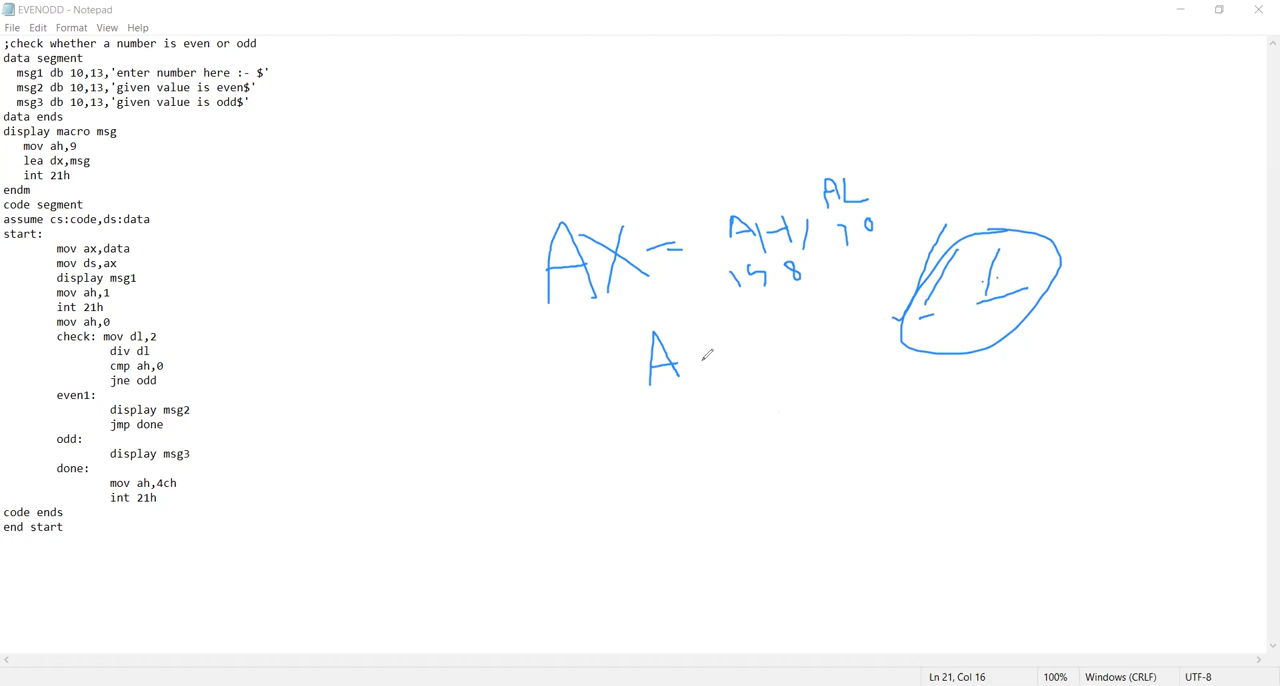 EVENODD - Notepad
File Edit Format View Help
;check whether a number is even or odd
data segment
msg1 db 10,13,'enter number here :- $'
msg2 db 10,13,'given value is even$'
msg3 db 10,13,'given value is odd$'
data ends
display macro msg
mov ah,9
lea dx,msg
int 21h
endm
code segment
assume cs:code,ds:data
start:
mov ax,data
mov ds,ax
display msg1
mov ah,1
int 21h
mov ah,0
check: mov dl,2
div dl
cmp ah,0
jne odd
even1:
display msg2
jmp done
odd:
display msg3
done:
mov ah,4ch
int 21h
code ends
end start
AL
AX = AH
A
Ln 21, Col 16 100% Windows (CRLF) UTF-8